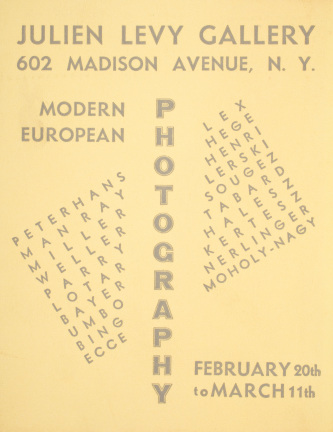 JULIEN LEVY GALLERY
602 MADISON AVENUE, N. Y.
MODERN
EUROPEAN
PHOTOGRAPHY
PETERHANS
MAN RAY
MILLER
WELLER
PARRY
LOTAR
BAYER
UMBO
BING
ECCE
LEX
HEGE
HENRI
LERSKI
SOUGEZ
TABARD
HALESZ
KERTESZ
NERLINGER
MOHOLY-NAGY
FEBRUARY 20th
to MARCH 11th